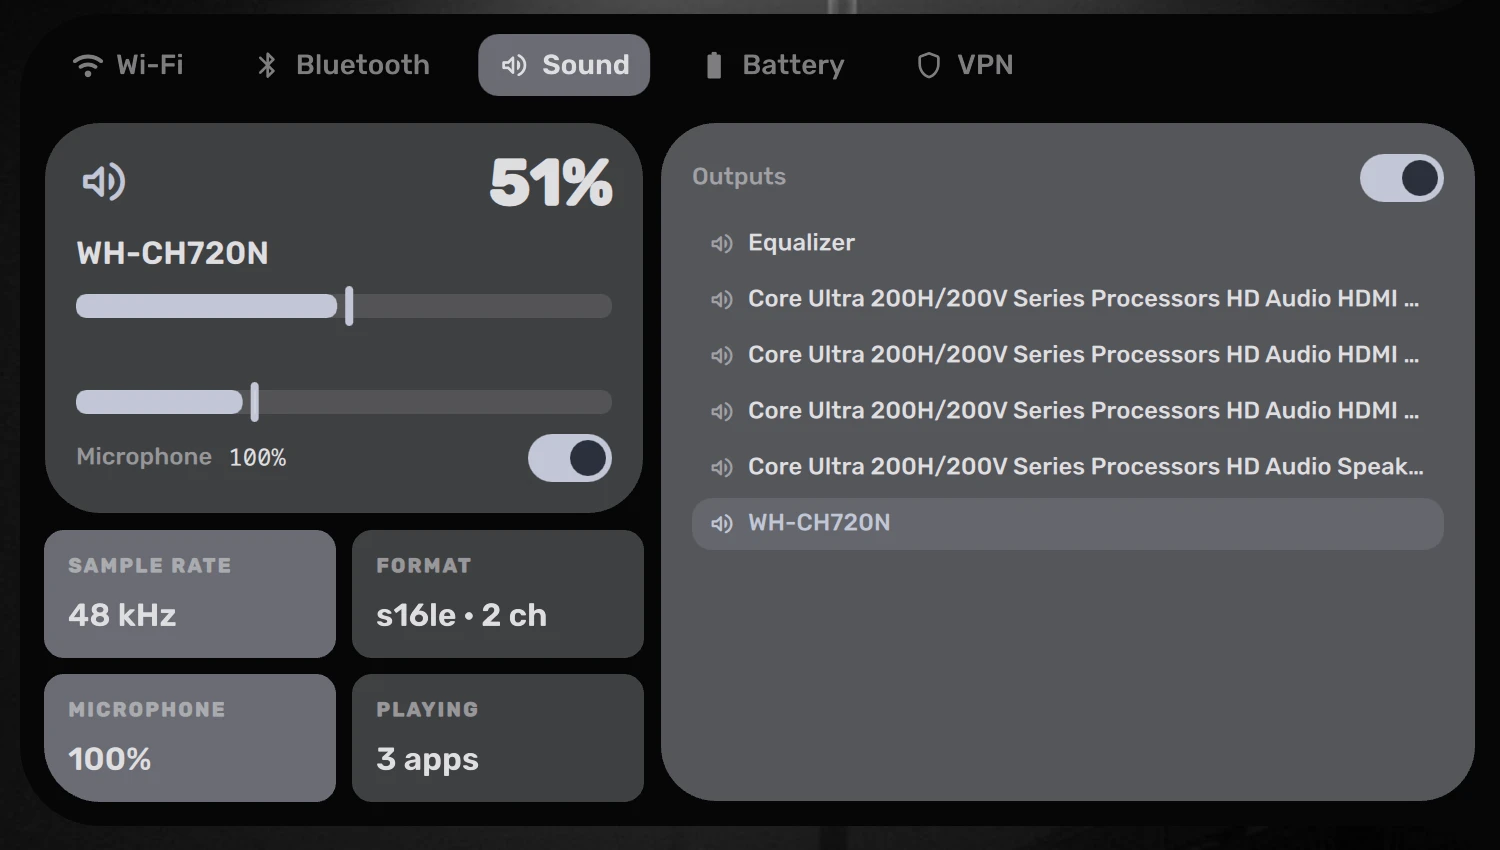 Wi-Fi
Bluetooth
Sound
Battery
VPN
51%
WH-CH720N
Microphone 100%
SAMPLE RATE
48 kHz
FORMAT
s16le • 2 ch
MICROPHONE
100%
PLAYING
3 apps
Outputs
Equalizer
Core Ultra 200H/200V Series Processors HD Audio HDMI ...
Core Ultra 200H/200V Series Processors HD Audio HDMI ...
Core Ultra 200H/200V Series Processors HD Audio HDMI ...
Core Ultra 200H/200V Series Processors HD Audio Speak...
WH-CH720N